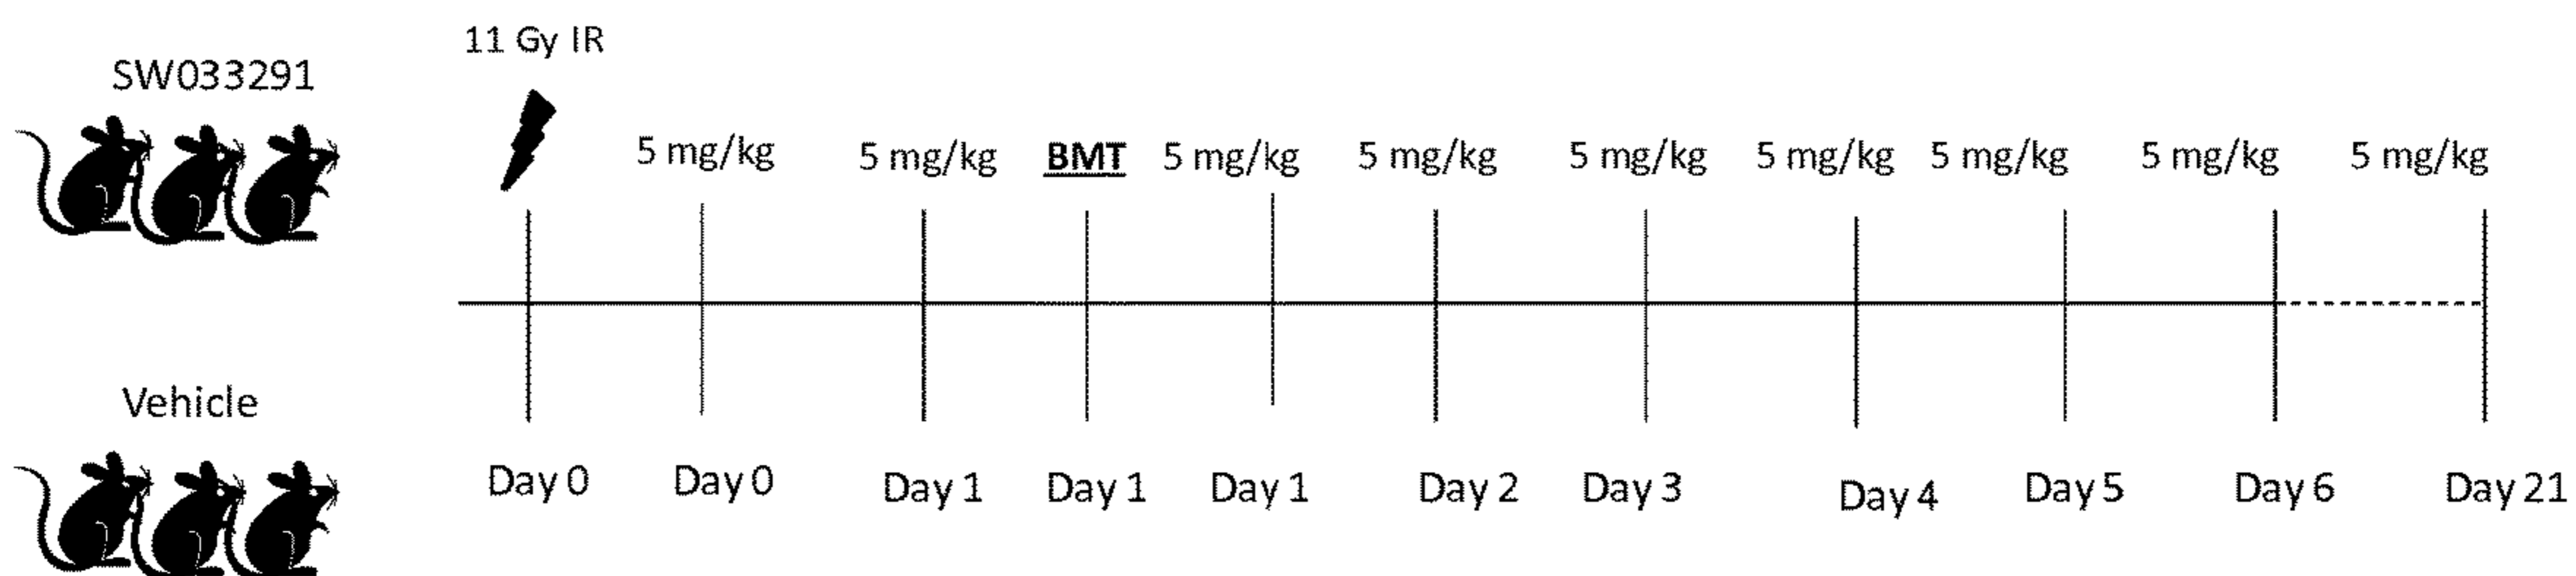 11 Gy IR
SW033291
5 mg/kg 5 mg/kg BMT 5 mg/kg 5 mg/kg 5 mg/kg 5 mg/kg 5 mg/kg 5 mg/kg 5 mg/kg
Vehicle
Day 0 Day 0 Day 1 Day 1 Day 1 Day 2 Day 3 Day 4 Day 5 Day 6 Day 21